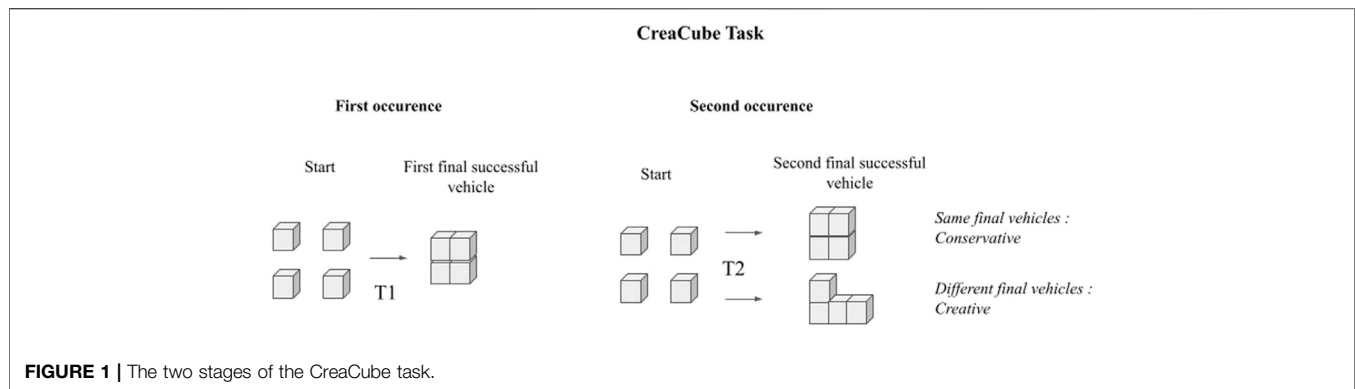 CreaCube Task
First occurence
Second occurence
Start
First final successful
vehicle
T1
Start
Second final successful
vehicle
T2
Same final vehicles :
Conservative
Different final vehicles :
Creative
FIGURE 1 | The two stages of the CreaCube task.